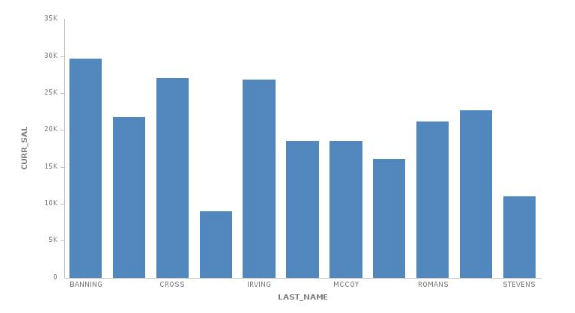 35K
30K
25K
20K
15K
10K
5K
0
CURR_SAL
BANNING CROSS IRVING MCCOY ROMANS STEVENS
LAST_NAME